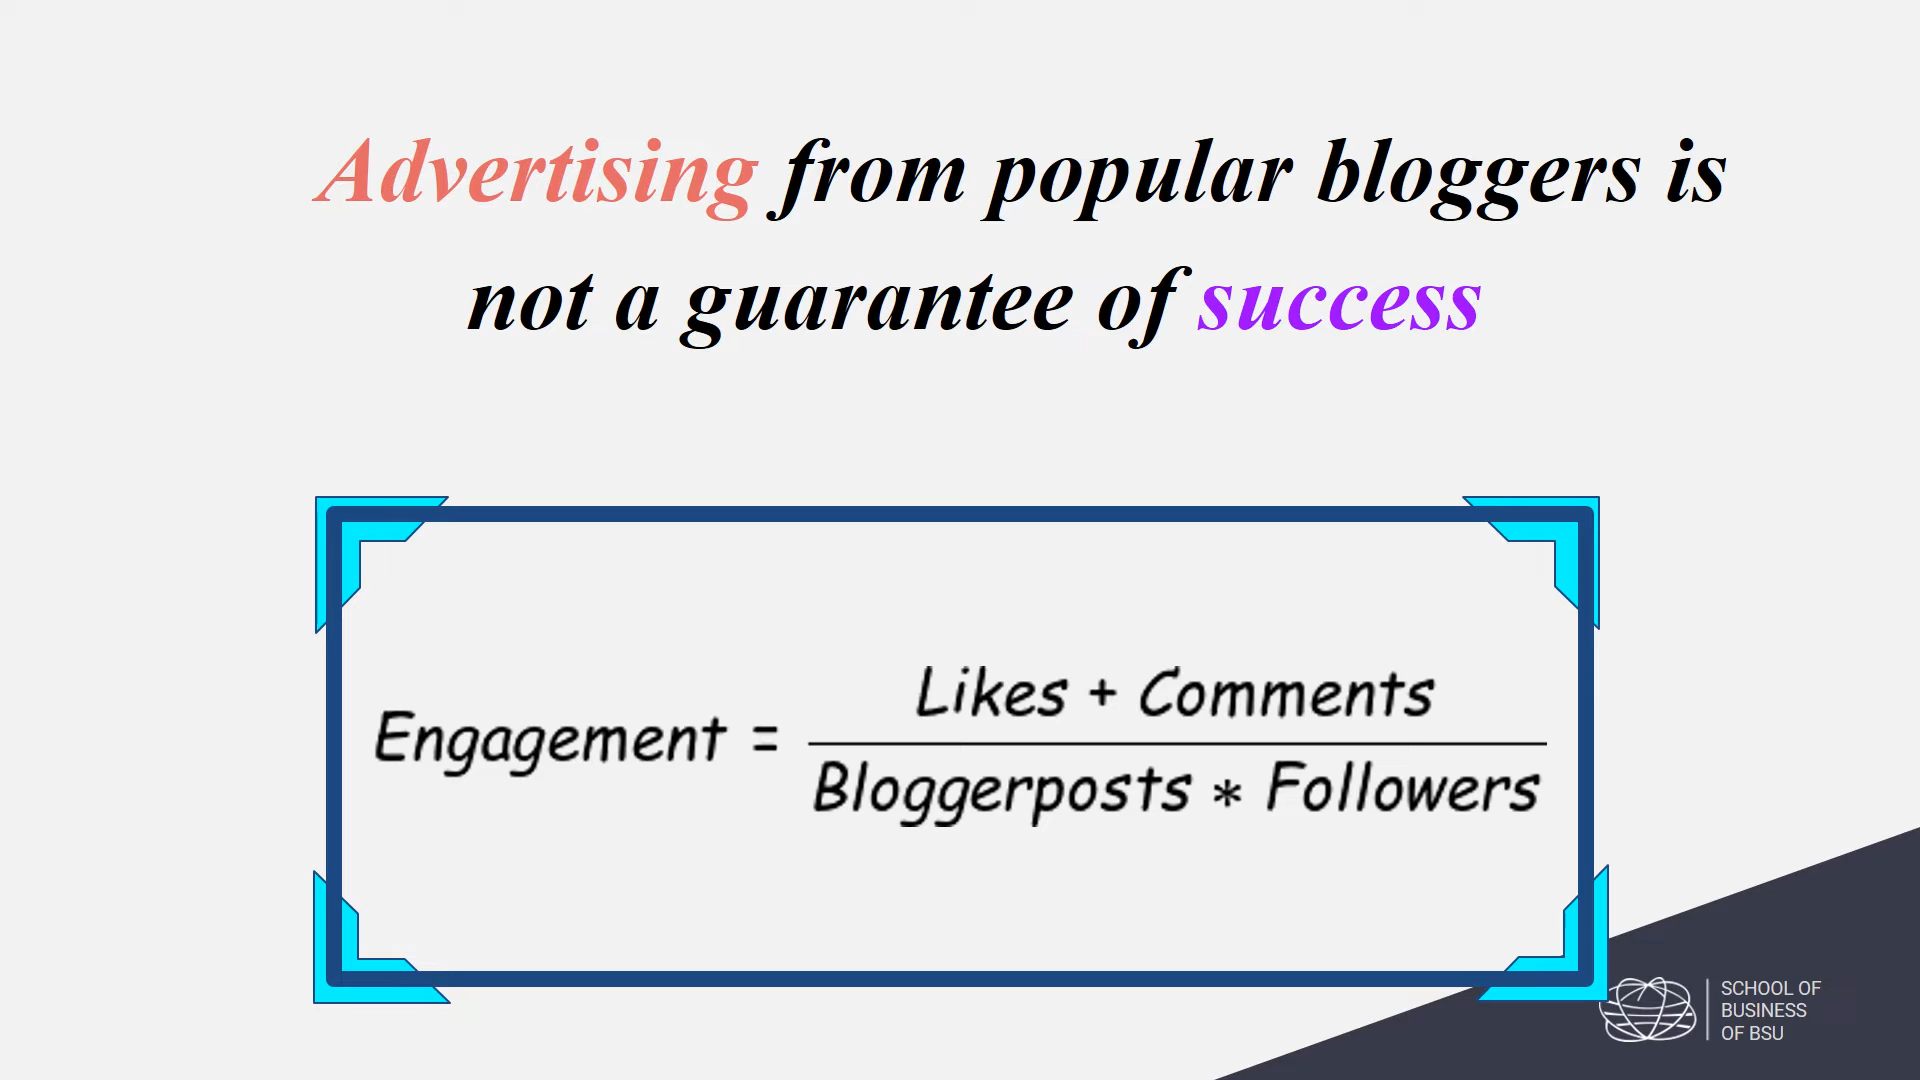 Advertising from popular bloggers is
not a guarantee of success
Likes + Comments
Engagement =
Bloggerposts * Followers
SCHOOL OF
BUSINESS
OF BSU